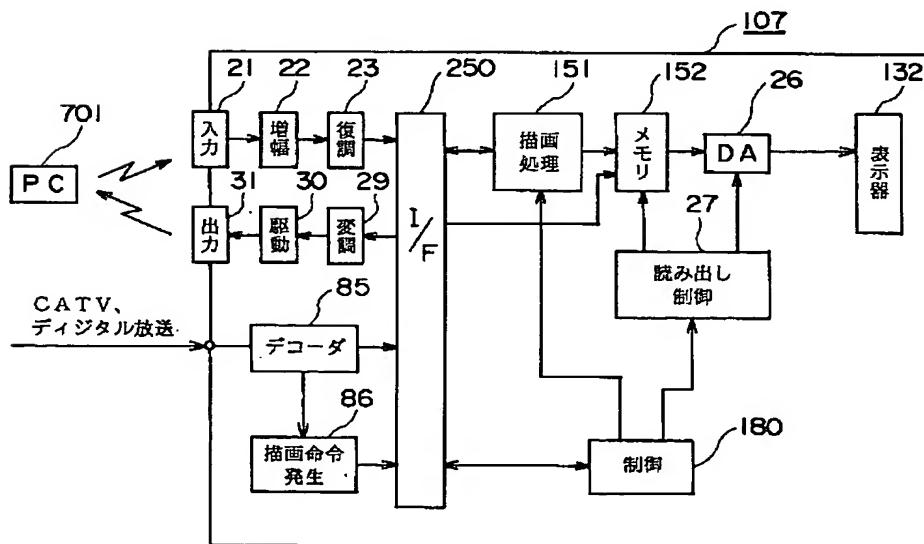 107
21
22
23
250
151
152
26
132
701
入力
増幅
復調
描画
処理
メモリ
DA
表示器
PC
31
30
29
27
出力
駆動
変調
I/F
読み出し
制御
CATV、
ディジタル放送
85
デコーダ
86
描画命令
発生
180
制御